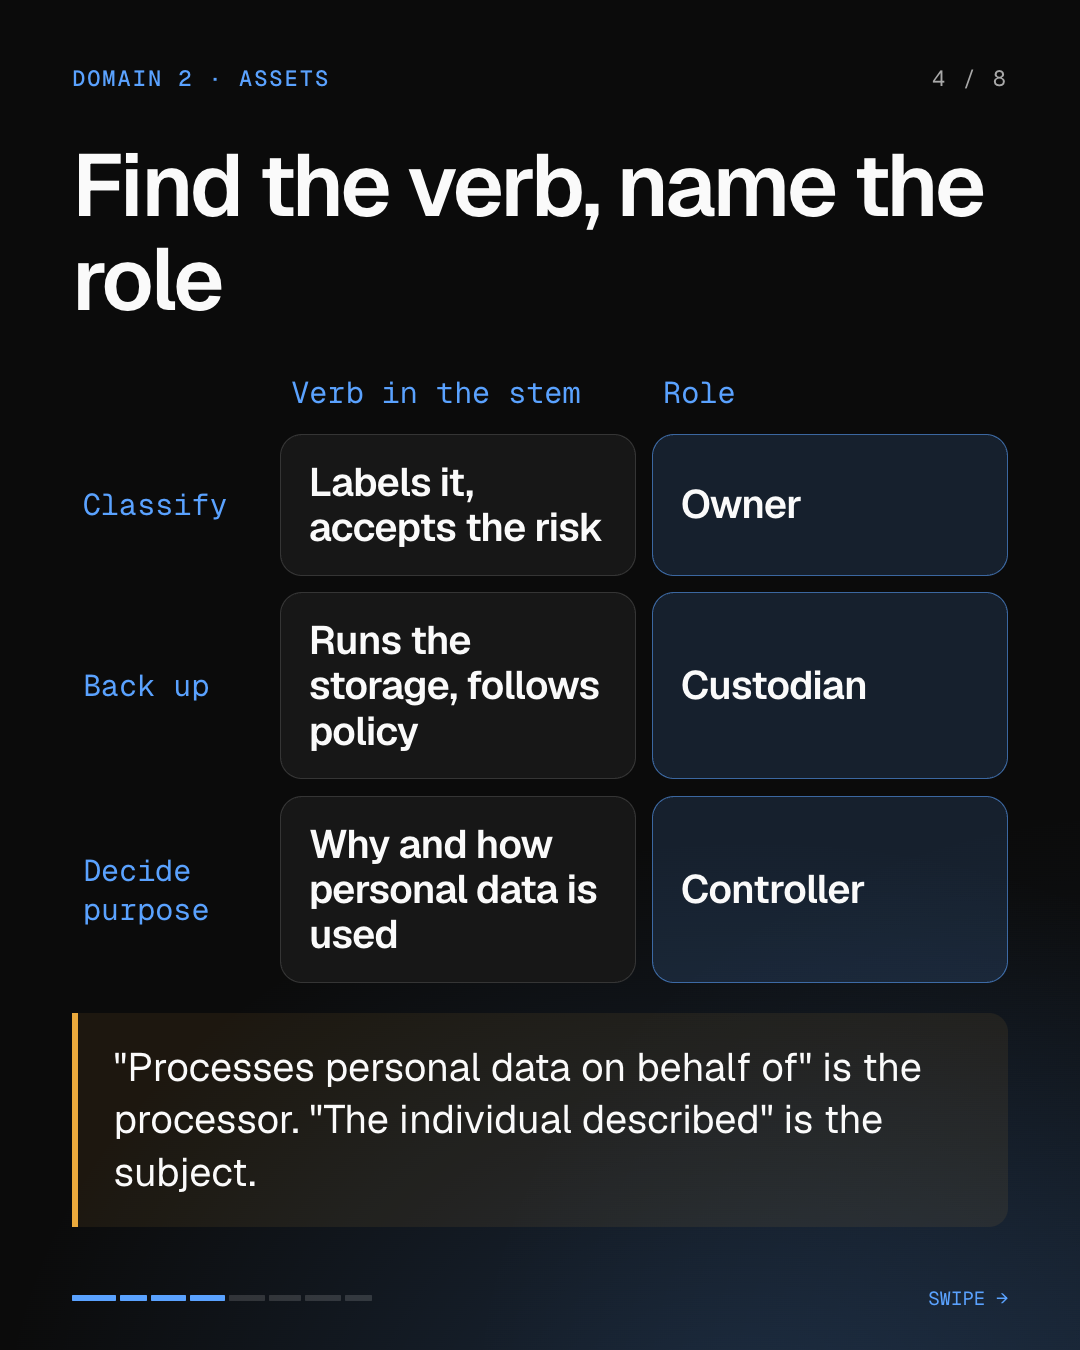 DOMAIN 2 · ASSETS
4 / 8
Find the verb, name the
role
Verb in the stem
Role
Classify
Labels it,
accepts the risk
Owner
Back up
Runs the
storage, follows
policy
Custodian
Decide
purpose
Why and how
personal data is
used
Controller
"Processes personal data on behalf of" is the
processor. "The individual described" is the
subject.
SWIPE →